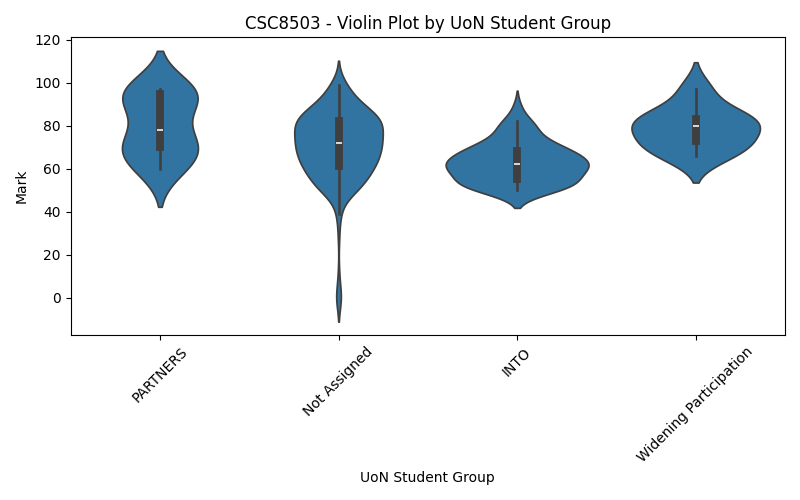 CSC8503 - Violin Plot by UoN Student Group
120
100
80
60
40
20
0
Mark
PARTNERS
Not Assigned
INTO
Widening Participation
UoN Student Group